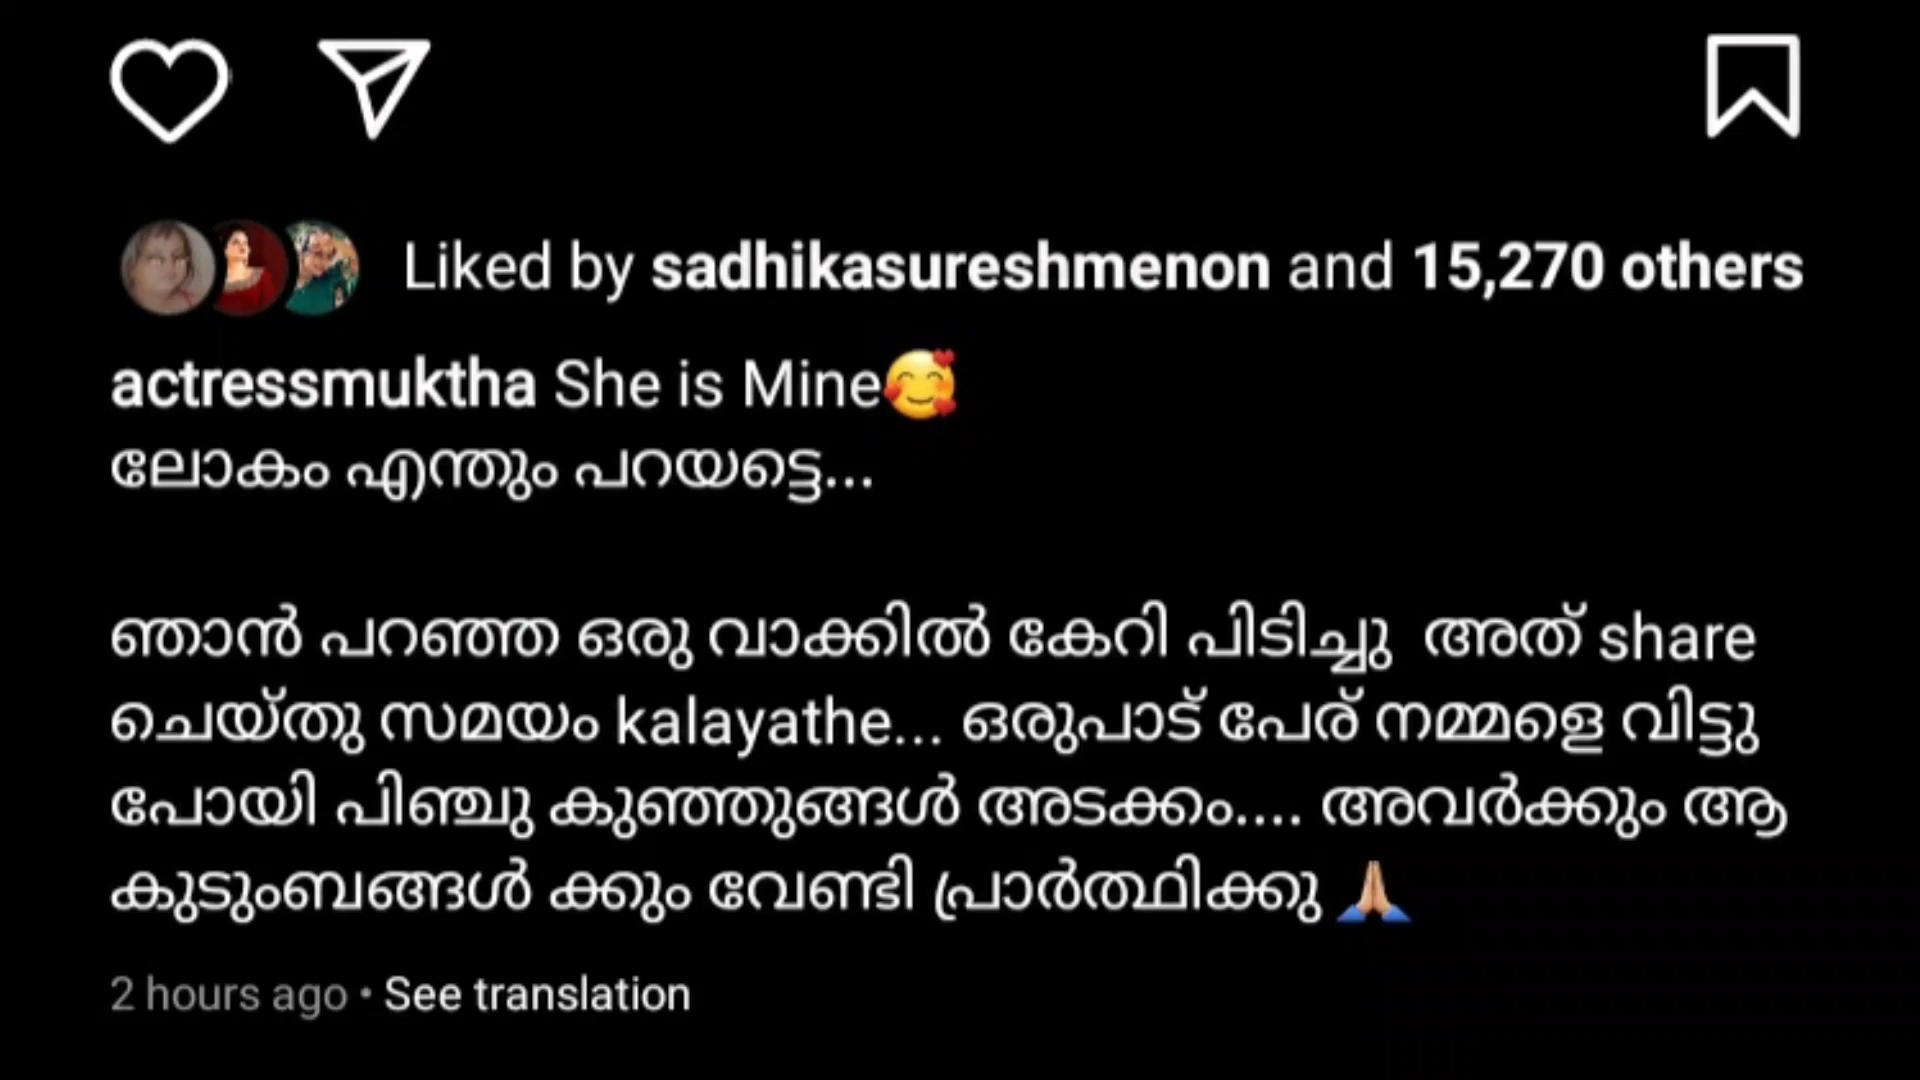 Liked by sadhikasureshmenon and 15,270 others
actressmuktha She is Mine🥰
ലോകം എന്തും പറയട്ടെ...
ഞാൻ പറഞ്ഞ ഒരു വാക്കിൽ കേറി പിടിച്ചു അത് share
ചെയ്തു സമയം kalayathe... ഒരുപാട് പേര് നമ്മളെ വിട്ടു
പോയി പിഞ്ചു കുഞ്ഞുങ്ങൾ അടക്കം.... അവർക്കും ആ
കുടുംബങ്ങൾ ക്കും വേണ്ടി പ്രാർത്ഥിക്കു 🙏🏼
2 hours ago • See translation